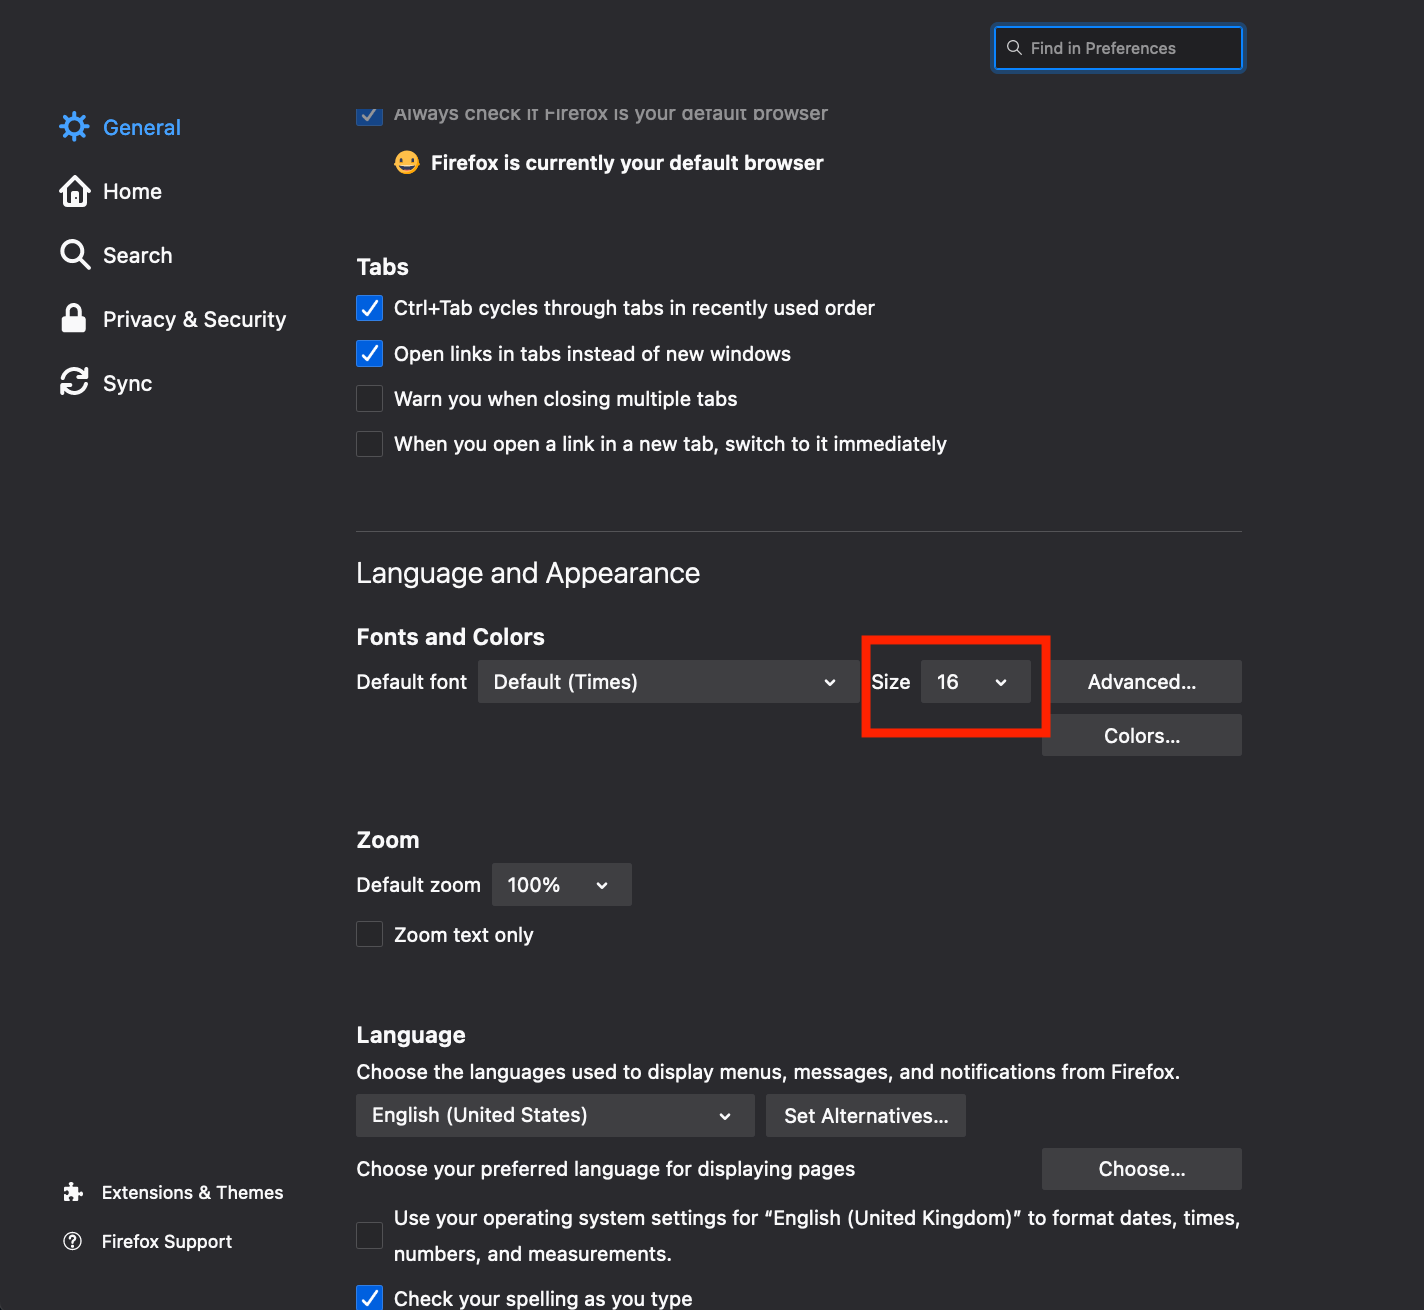 Find in Preferences
General
Home
Search
Privacy & Security
Sync
Extensions & Themes
Firefox Support
Always check if Firefox is your default browser
Firefox is currently your default browser
Tabs
Ctrl+Tab cycles through tabs in recently used order
Open links in tabs instead of new windows
Warn you when closing multiple tabs
When you open a link in a new tab, switch to it immediately
Language and Appearance
Fonts and Colors
Default font Default (Times) Size 16 Advanced...
Colors...
Zoom
Default zoom 100%
Zoom text only
Language
Choose the languages used to display menus, messages, and notifications from Firefox.
English (United States) Set Alternatives...
Choose your preferred language for displaying pages Choose...
Use your operating system settings for “English (United Kingdom)” to format dates, times,
numbers, and measurements.
Check your spelling as you type